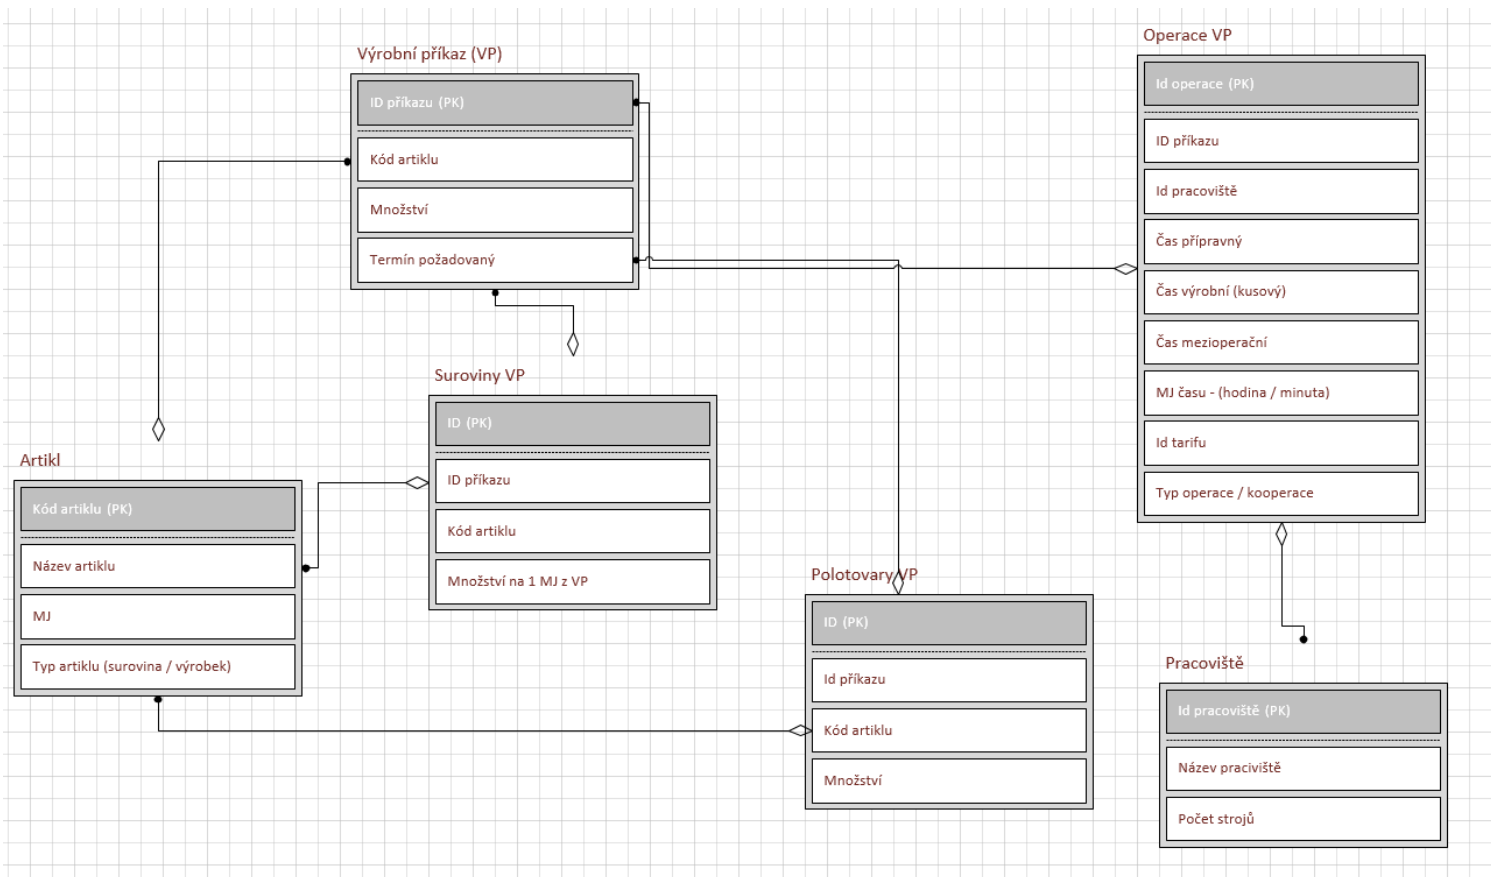 Výrobní příkaz (VP)
ID příkazu (PK)
Kód artiklu
Množství
Termín požadovaný
Operace VP
Id operace (PK)
ID příkazu
Id pracoviště
Čas přípravný
Čas výrobní (kusový)
Čas mezioperační
MJ času - (hodina / minuta)
Id tarifu
Typ operace / kooperace
Suroviny VP
ID (PK)
ID příkazu
Kód artiklu
Množství na 1 MJ z VP
Artikl
Kód artiklu (PK)
Název artiklu
MJ
Typ artiklu (surovina / výrobek)
Polotovary VP
ID (PK)
Id příkazu
Kód artiklu
Množství
Pracoviště
Id pracoviště (PK)
Název praciviště
Počet strojů